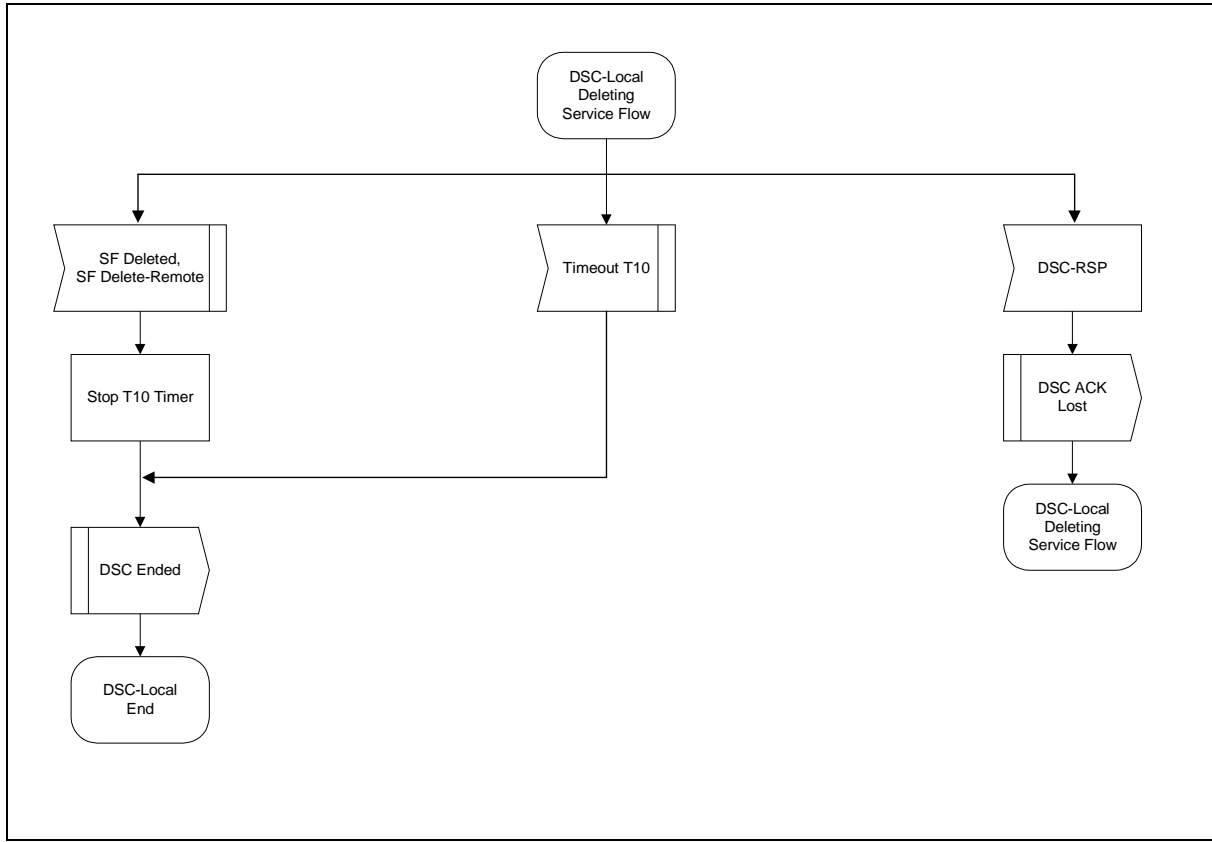 DSC-Local
Deleting
Service Flow
SF Deleted,
SF Delete-Remote
Timeout T10
DSC-RSP
Stop T10 Timer
DSC ACK
Lost
DSC-Local
Deleting
Service Flow
DSC Ended
DSC-Local
End